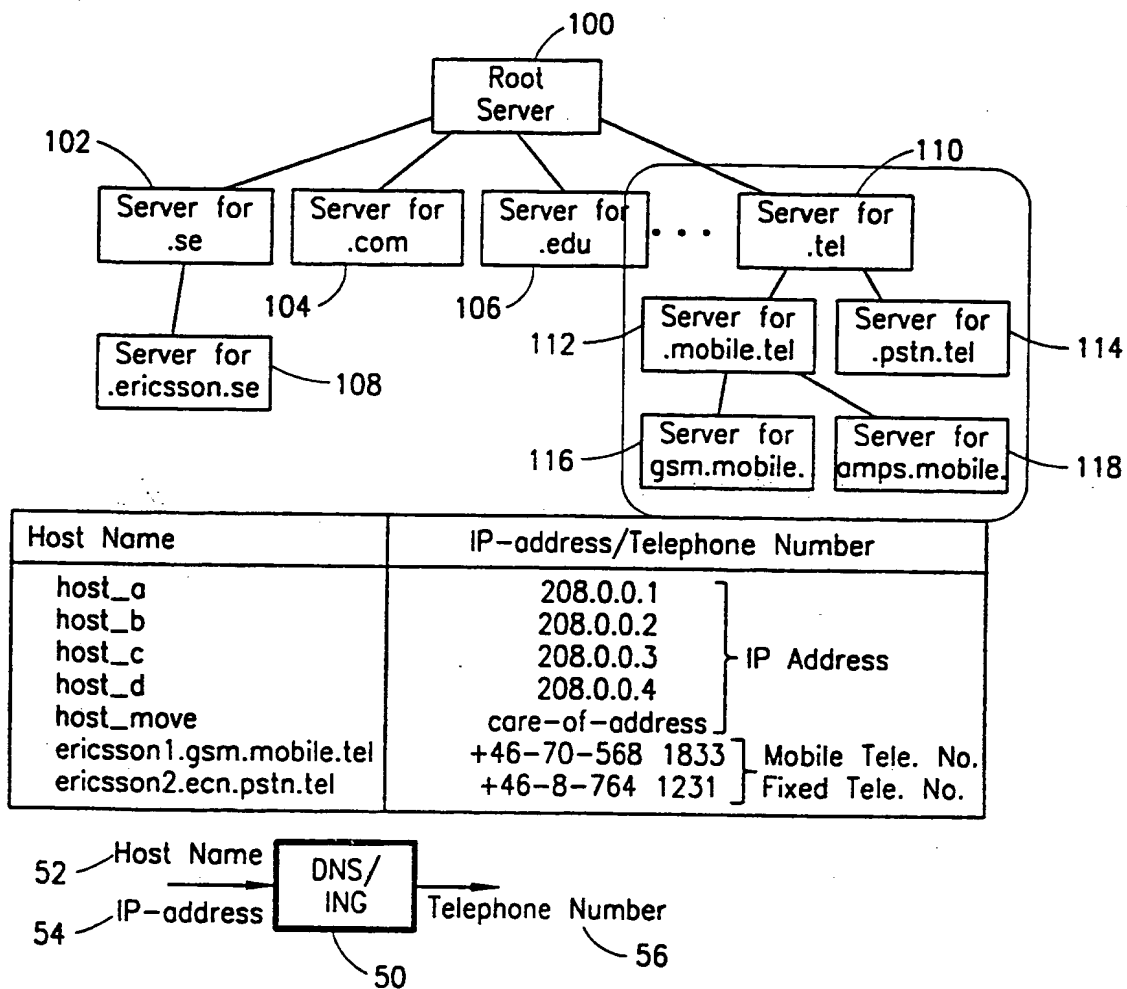 100
Root
Server
102
110
Server for
.se
Server for
.com
Server for
.edu
...
Server for
.tel
104
106
112
Server for
.mobile.tel
Server for
.pstn.tel
114
Server for
.ericsson.se
108
116
Server for
gsm.mobile.
Server for
amps.mobile.
118
Host Name
IP-address/Telephone Number
host_a
208.0.0.1
host_b
208.0.0.2
host_c
208.0.0.3
IP Address
host_d
208.0.0.4
host_move
care-of-address
ericsson1.gsm.mobile.tel
+46-70-568 1833
Mobile Tele. No.
ericsson2.ecn.pstn.tel
+46-8-764 1231
Fixed Tele. No.
52
Host Name
DNS/
ING
54
IP-address
Telephone Number
56
50